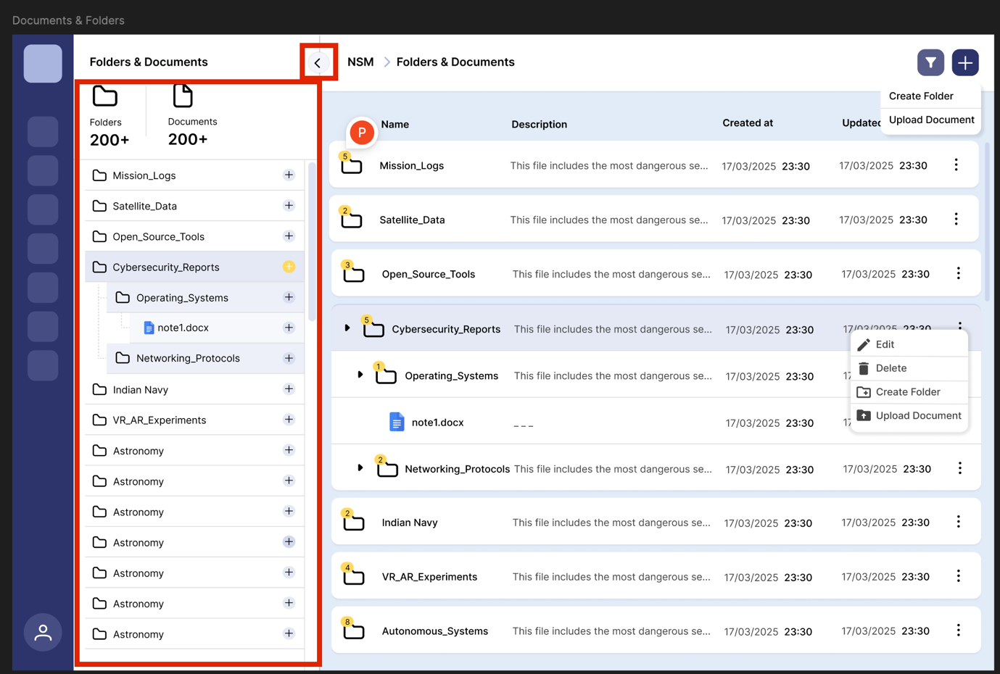 Documents & Folders
Folders & Documents
NSM
Folders & Documents
Create Folder
Upload Document
Folders
200+
Documents
200+
Mission_Logs
Satellite_Data
Open_Source_Tools
Cybersecurity_Reports
Operating_Systems
note1.docx
Networking_Protocols
Indian Navy
VR_AR_Experiments
Astronomy
Astronomy
Astronomy
Astronomy
Astronomy
Astronomy
Astronomy
P
Name Description Created at Updated
5 Mission_Logs This file includes the most dangerous se... 17/03/2025 23:30 17/03/2025 23:30
2 Satellite_Data This file includes the most dangerous se... 17/03/2025 23:30 17/03/2025 23:30
3 Open_Source_Tools This file includes the most dangerous se... 17/03/2025 23:30 17/03/2025 23:30
5 Cybersecurity_Reports This file includes the most dangerous se... 17/03/2025 23:30 17/03/2025 23:30
Edit
Delete
Create Folder
Upload Document
1 Operating_Systems This file includes the most dangerous se... 17/03/2025 23:30 17
note1.docx _ _ _ 17/03/2025 23:30 17
2 Networking_Protocols This file includes the most dangerous se... 17/03/2025 23:30 17/03/2025 23:30
2 Indian Navy This file includes the most dangerous se... 17/03/2025 23:30 17/03/2025 23:30
4 VR_AR_Experiments This file includes the most dangerous se... 17/03/2025 23:30 17/03/2025 23:30
8 Autonomous_Systems This file includes the most dangerous se... 17/03/2025 23:30 17/03/2025 23:30